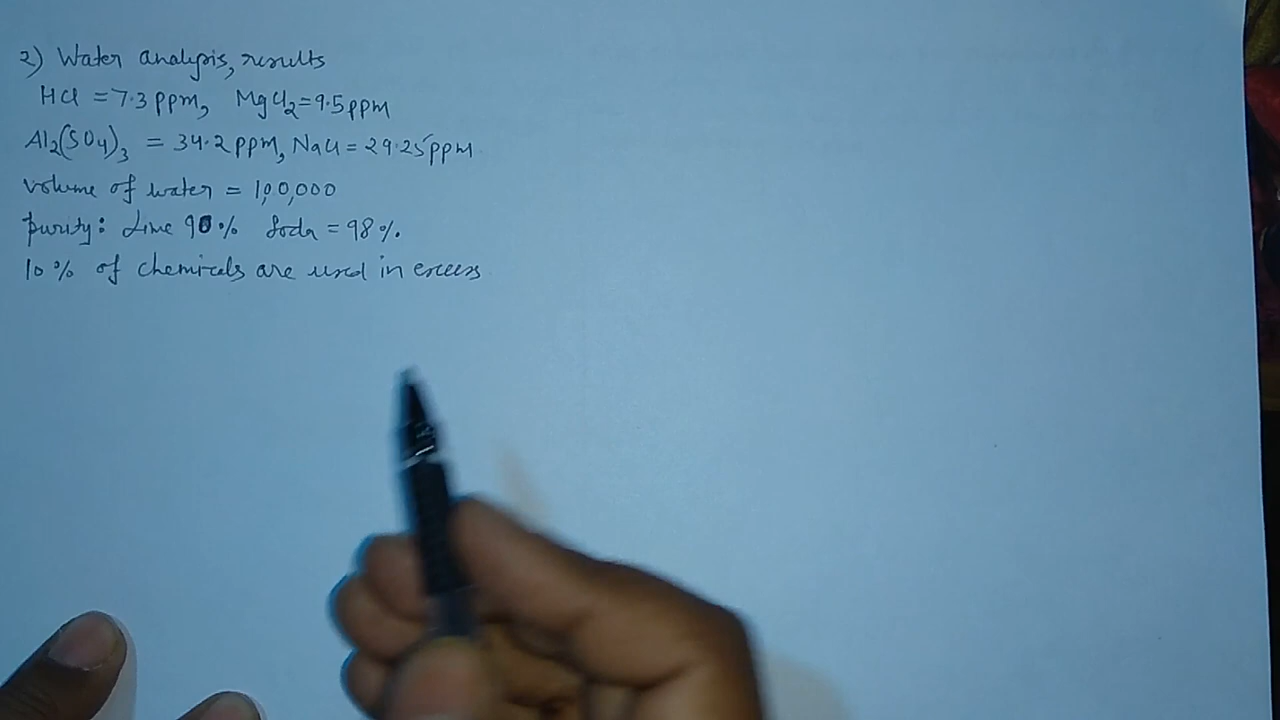 2) Water analysis, results
HCl = 7.3 ppm, MgCl2 = 9.5 ppm
Al2(SO4)3 = 34.2 ppm, NaCl = 29.25 ppm
volume of water = 1,0,0,000
purity: Lime 90% Soda = 98%.
10% of chemicals are used in excess